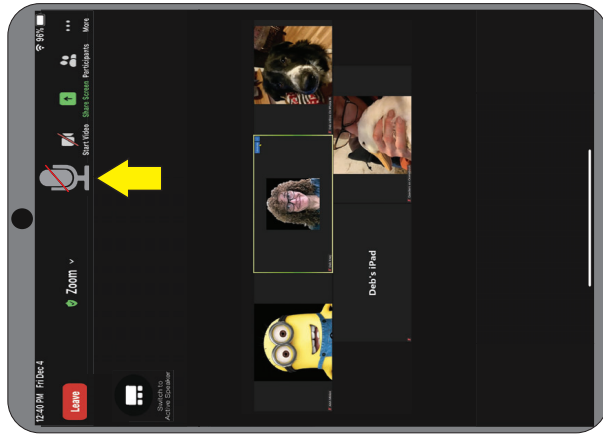 12:40 PM Fri Dec 4
96%
Leave
Zoom
Start Video
Share Screen
Participants
More
Switch to
Active Speaker
Deb's iPad